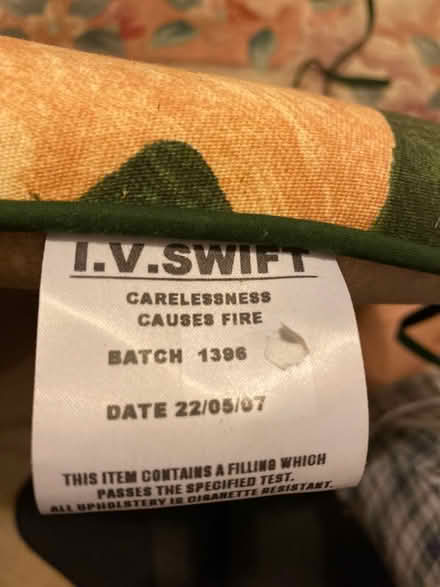 I.V.SWIFT
CARELESSNESS
CAUSES FIRE
BATCH 1396
DATE 22/05/07
THIS ITEM CONTAINS A FILLING WHICH
PASSES THE SPECIFIED TEST.
ALL UPHOLSTERY IS CIGARETTE RESISTANT.